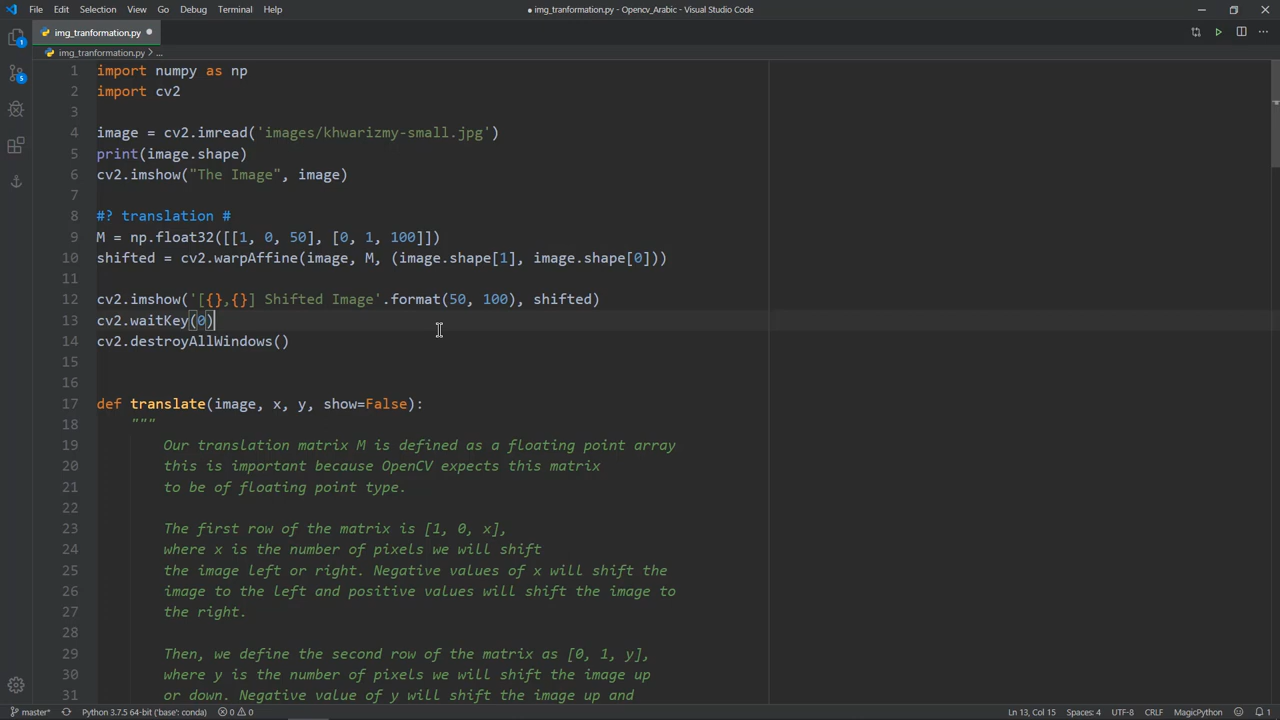 File Edit Selection View Go Debug Terminal Help
● img_tranformation.py - Opencv_Arabic - Visual Studio Code
img_tranformation.py ●
img_tranformation.py > ...
1 import numpy as np
2 import cv2
3
4 image = cv2.imread('images/khwarizmy-small.jpg')
5 print(image.shape)
6 cv2.imshow("The Image", image)
7
8 #? translation #
9 M = np.float32([[1, 0, 50], [0, 1, 100]])
10 shifted = cv2.warpAffine(image, M, (image.shape[1], image.shape[0]))
11
12 cv2.imshow('[{},{}] Shifted Image'.format(50, 100), shifted)
13 cv2.waitKey(0)
14 cv2.destroyAllWindows()
15
16
17 def translate(image, x, y, show=False):
18 """
19 Our translation matrix M is defined as a floating point array
20 this is important because OpenCV expects this matrix
21 to be of floating point type.
22
23 The first row of the matrix is [1, 0, x],
24 where x is the number of pixels we will shift
25 the image left or right. Negative values of x will shift the
26 image to the left and positive values will shift the image to
27 the right.
28
29 Then, we define the second row of the matrix as [0, 1, y],
30 where y is the number of pixels we will shift the image up
31 or down. Negative value of y will shift the image up and
1
5
master* Python 3.7.5 64-bit ('base': conda) 0 0 Ln 13, Col 15 Spaces: 4 UTF-8 CRLF MagicPython 1